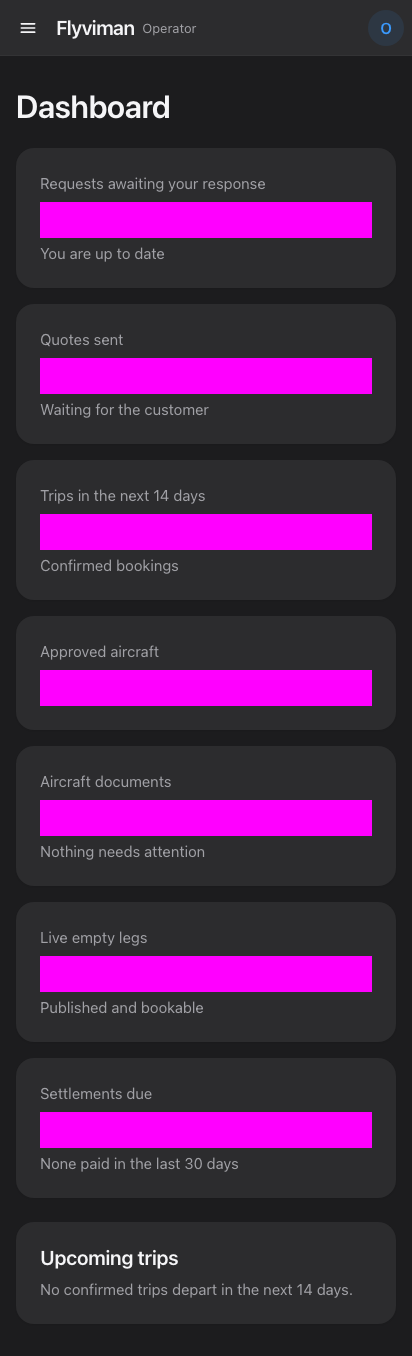 Flyviman Operator O
Dashboard
Requests awaiting your response
You are up to date
Quotes sent
Waiting for the customer
Trips in the next 14 days
Confirmed bookings
Approved aircraft
Aircraft documents
Nothing needs attention
Live empty legs
Published and bookable
Settlements due
None paid in the last 30 days
Upcoming trips
No confirmed trips depart in the next 14 days.